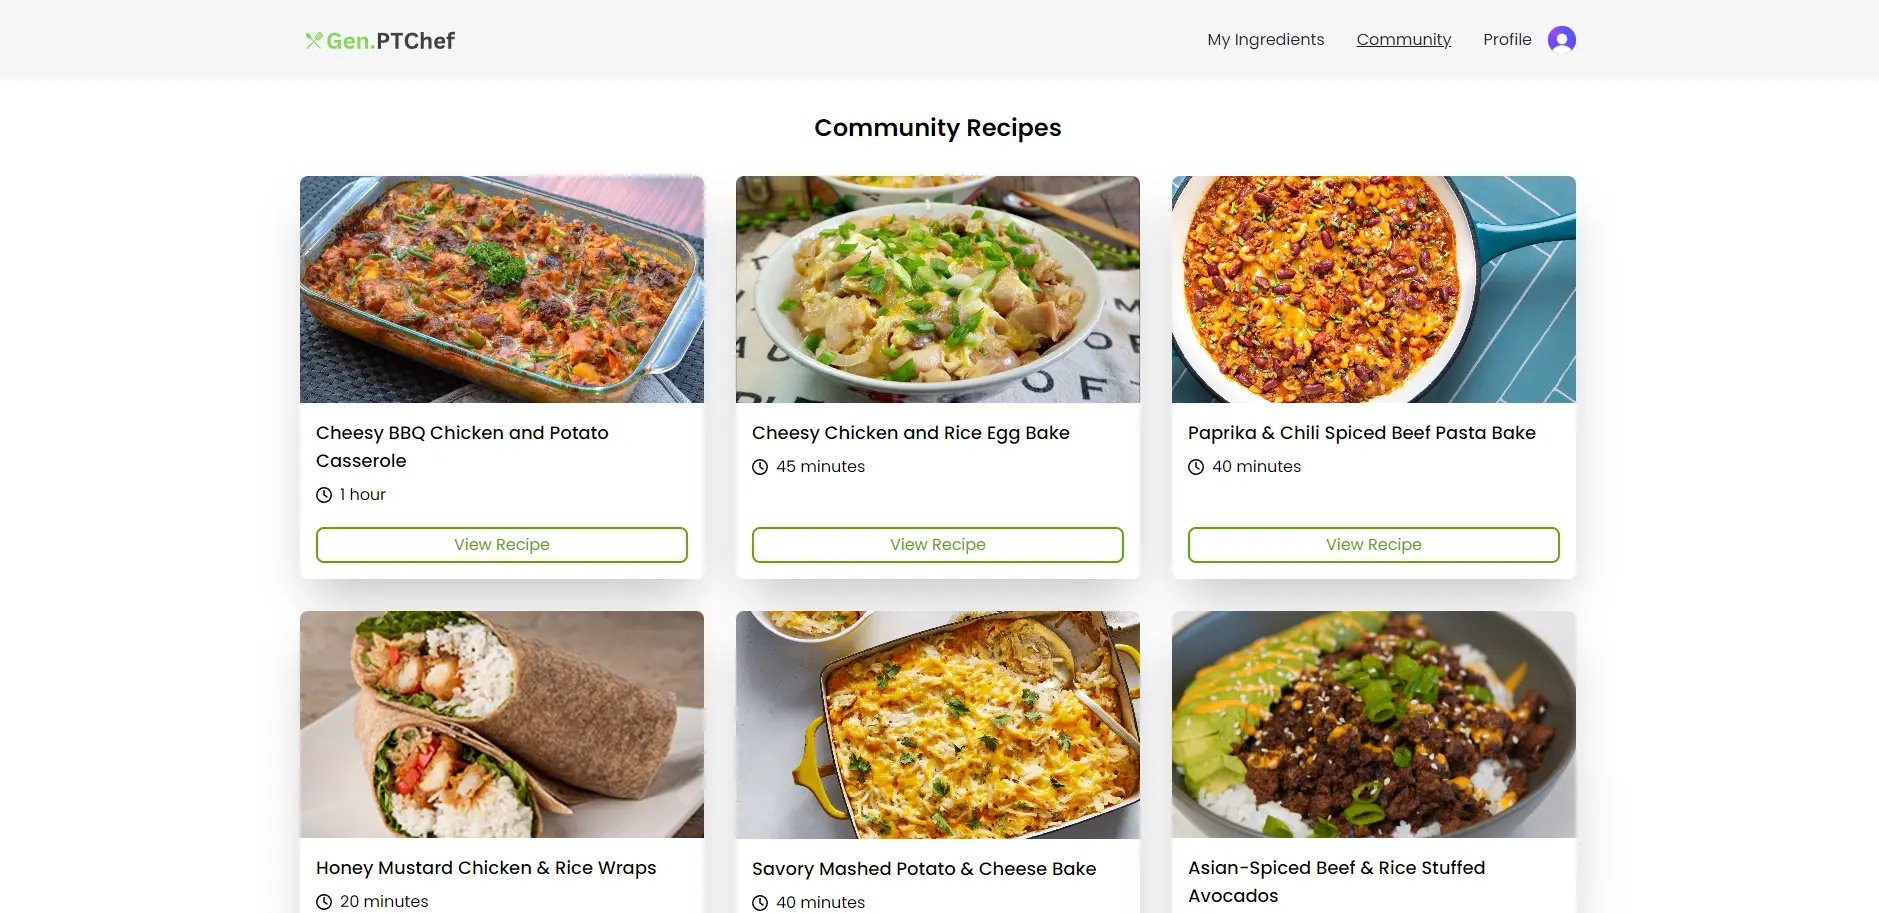 Gen.PTChef
My Ingredients
Community
Profile
Community Recipes
Cheesy BBQ Chicken and Potato
Casserole
1 hour
View Recipe
Cheesy Chicken and Rice Egg Bake
45 minutes
View Recipe
Paprika & Chili Spiced Beef Pasta Bake
40 minutes
View Recipe
Honey Mustard Chicken & Rice Wraps
20 minutes
Savory Mashed Potato & Cheese Bake
40 minutes
Asian-Spiced Beef & Rice Stuffed
Avocados